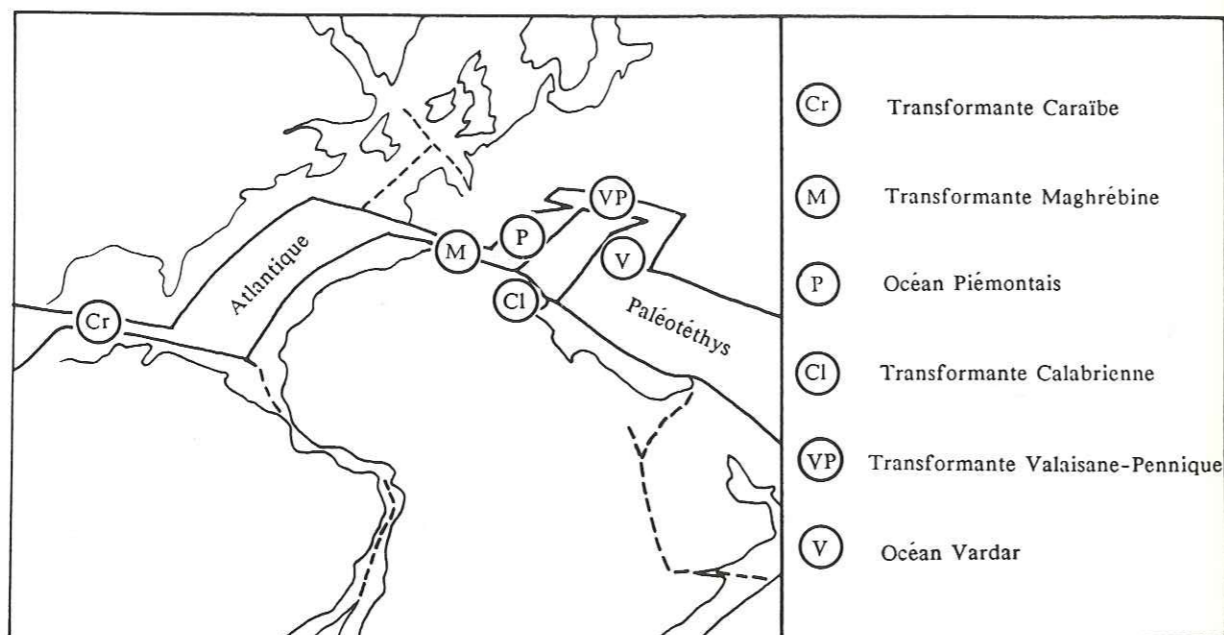 Cr
Atlantique
M
P
Cl
VP
V
Paléotéthys
Cr Transformante Caraïbe
M Transformante Maghrébine
P Océan Piémontais
Cl Transformante Calabrienne
VP Transformante Valaisane-Pennique
V Océan Vardar